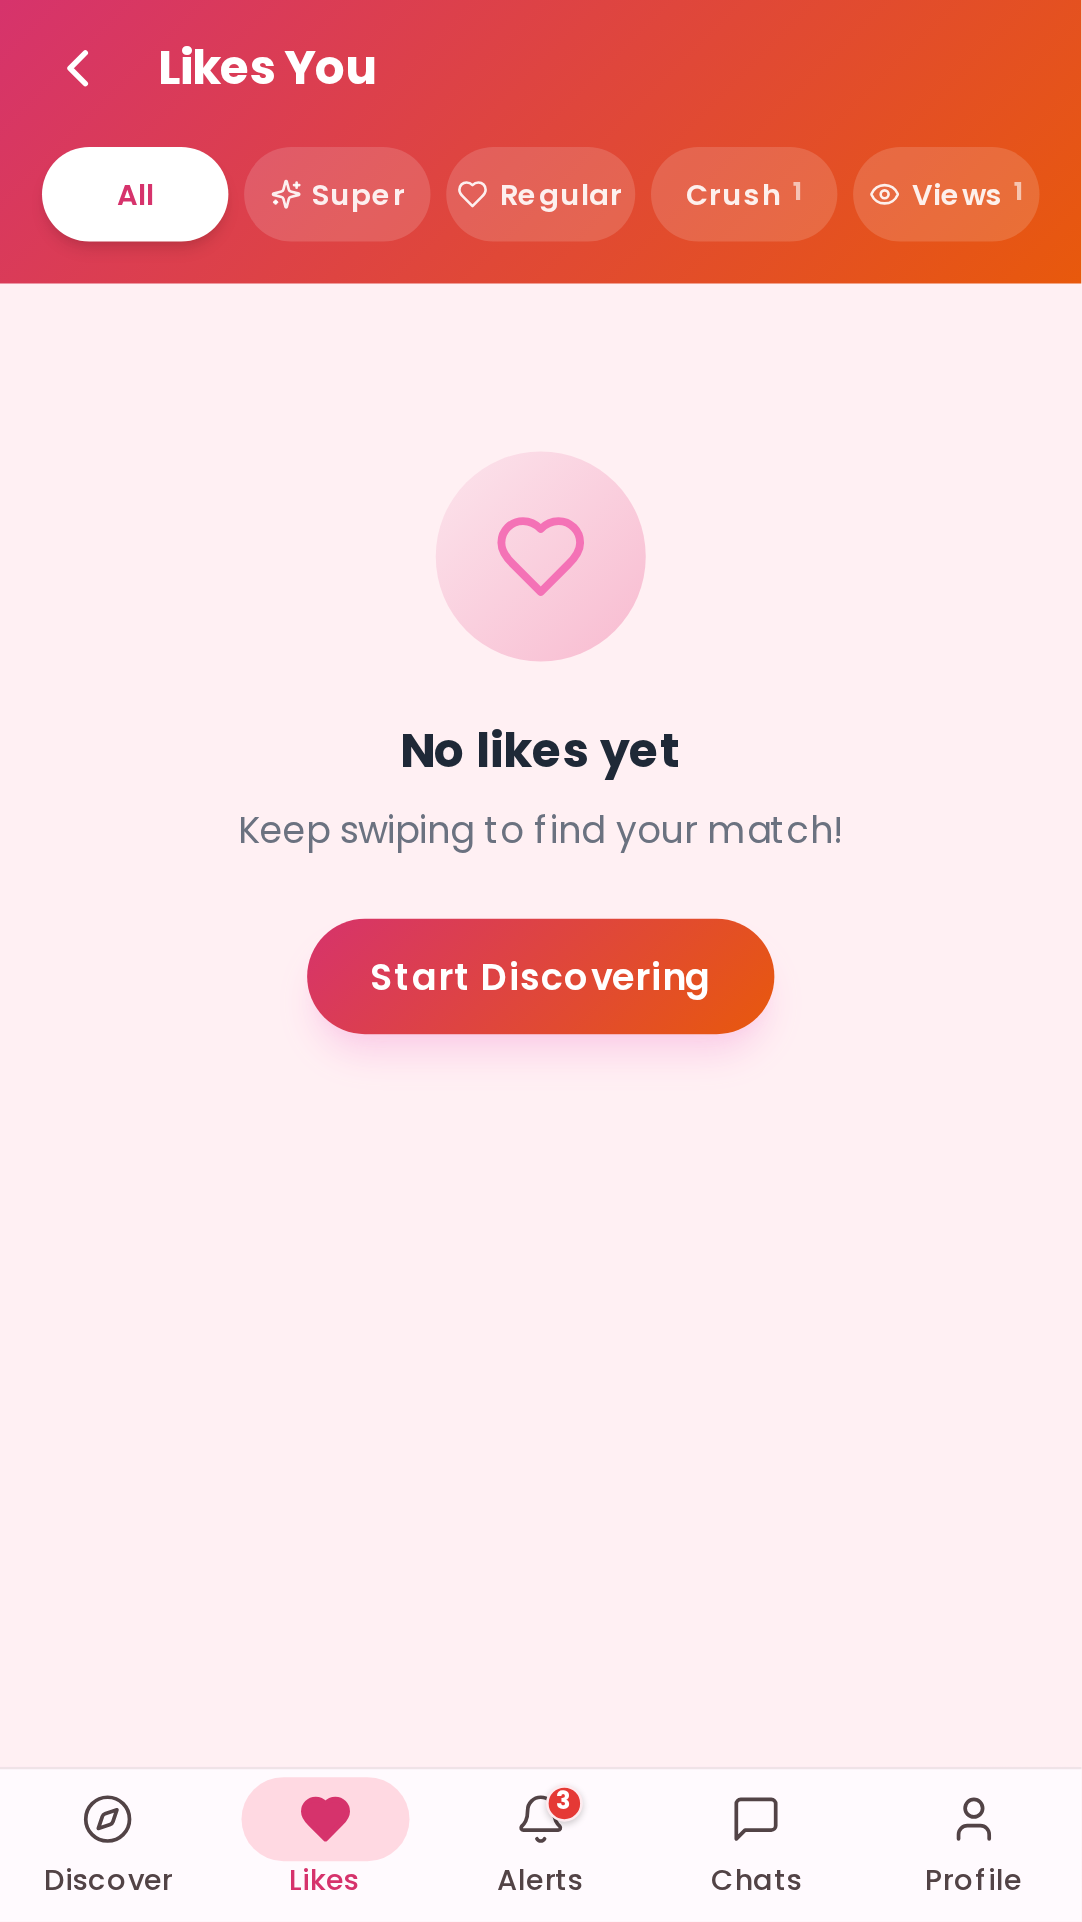 Likes You
All Super Regular Crush 1 Views 1
No likes yet
Keep swiping to find your match!
Start Discovering
3
Discover Likes Alerts Chats Profile